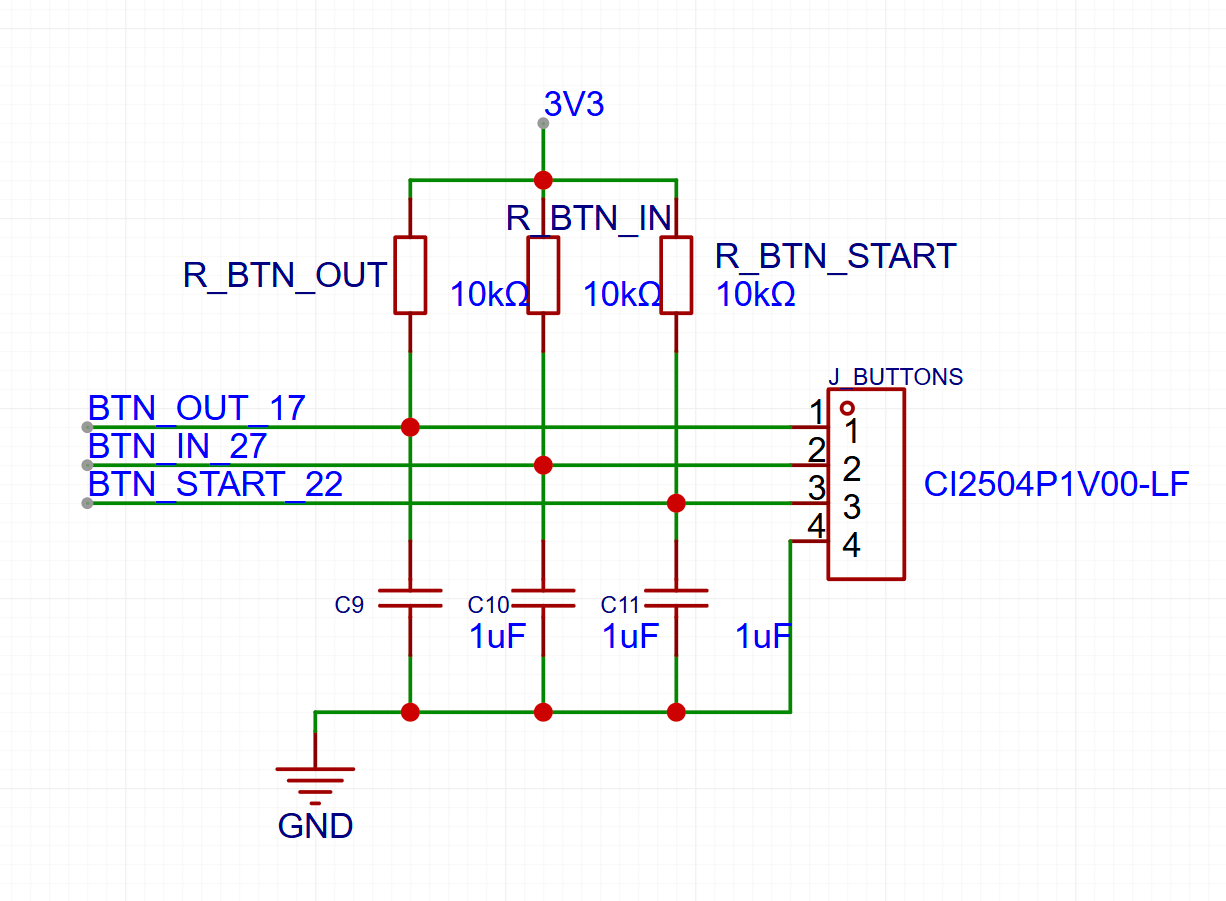 3V3
R_BTN_IN
R_BTN_OUT
R_BTN_START
10kΩ
10kΩ
10kΩ
J_BUTTONS
BTN_OUT_17
1
1
BTN_IN_27
2
2
BTN_START_22
3
3
CI2504P1V00-LF
4
4
C9
C10
C11
1uF
1uF
1uF
GND